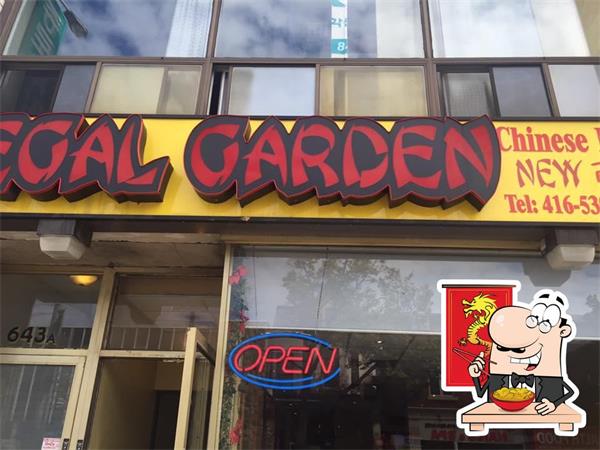 EGAL GARDEN
Chinese
NEW
Tel: 416-53
643A
OPEN